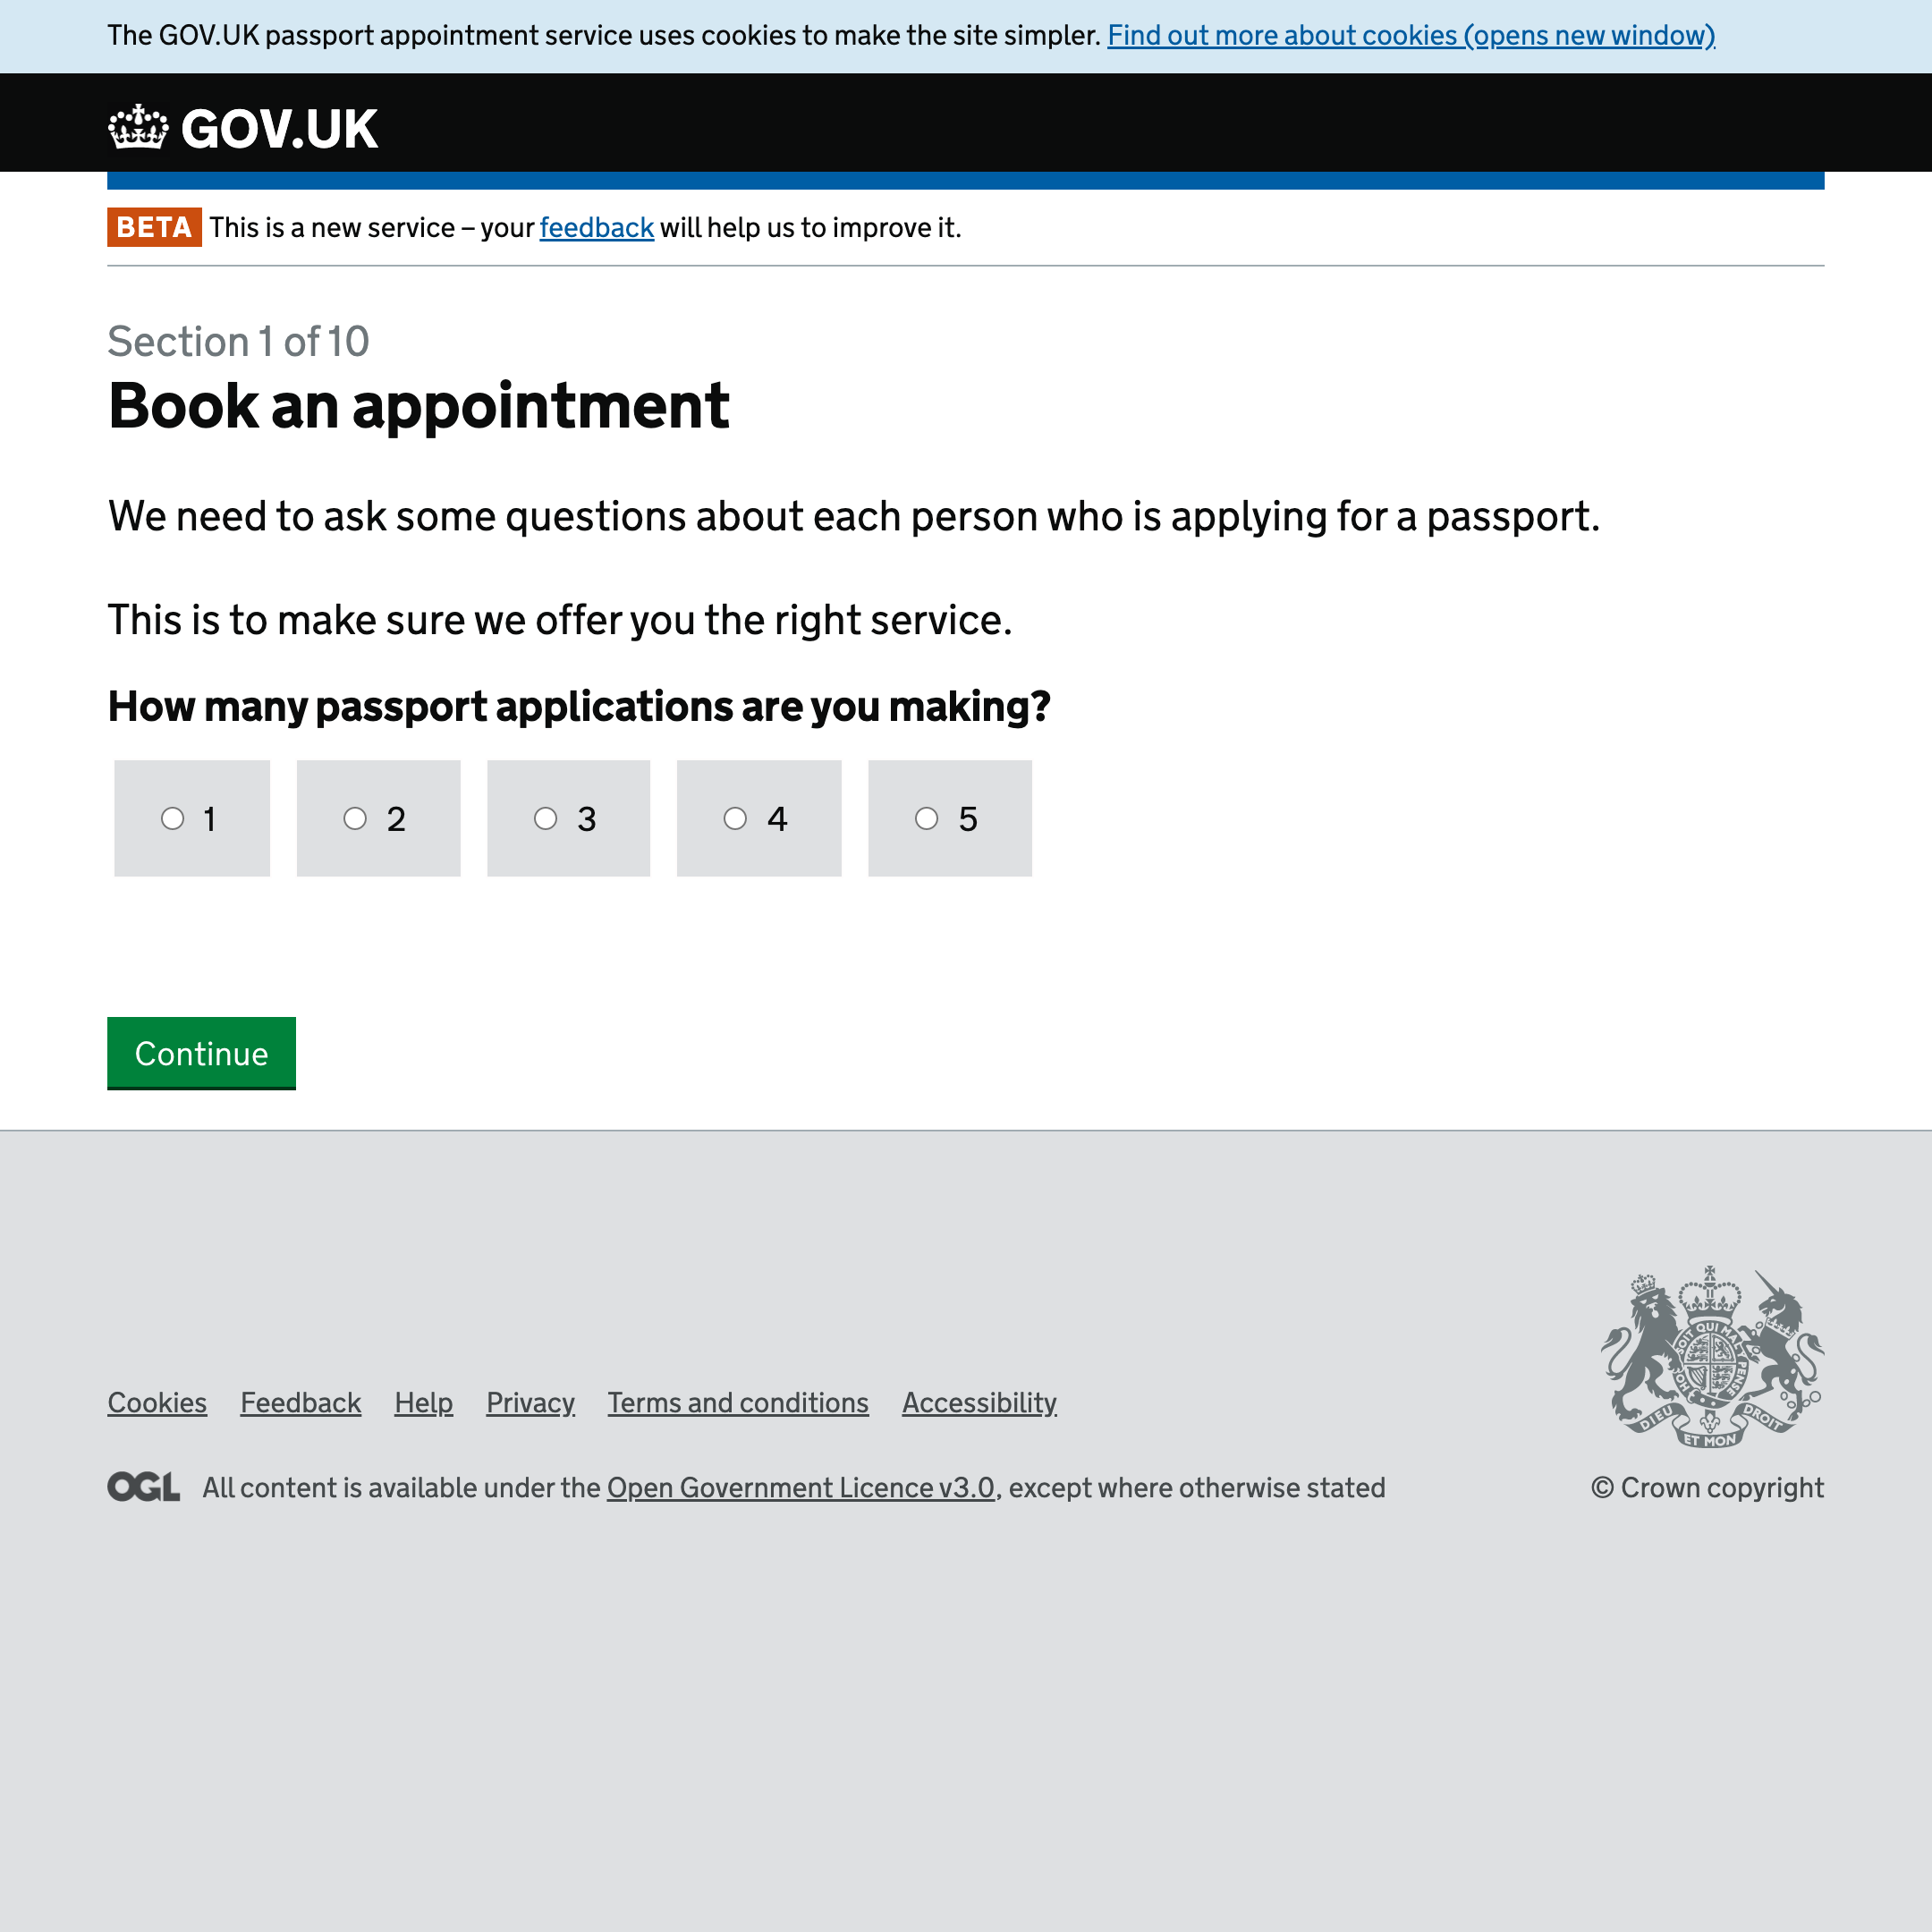 The GOV.UK passport appointment service uses cookies to make the site simpler. Find out more about cookies (opens new window)
GOV.UK
BETA This is a new service – your feedback will help us to improve it.
Section 1 of 10
Book an appointment
We need to ask some questions about each person who is applying for a passport.
This is to make sure we offer you the right service.
How many passport applications are you making?
1 2 3 4 5
Continue
SOIT QUI MAL Y PENSE
HON
DIEU ET MON DROIT
Cookies Feedback Help Privacy Terms and conditions Accessibility
OGL All content is available under the Open Government Licence v3.0, except where otherwise stated
© Crown copyright